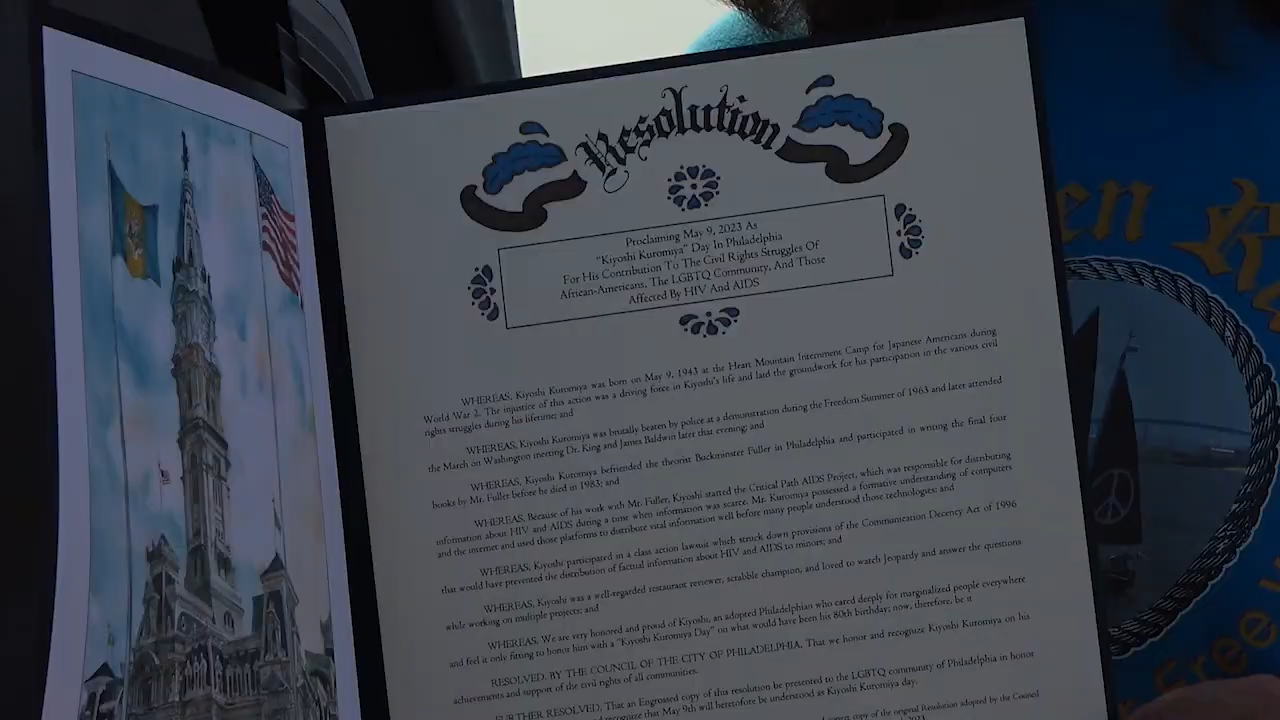 Resolution
Proclaiming May 9, 2023 As
"Kiyoshi Kuromiya" Day In Philadelphia
For His Contribution To The Civil Rights Struggles Of
African-Americans, The LGBTQ Community, And Those
Affected By HIV And AIDS
WHEREAS, Kiyoshi Kuromiya was born on May 9, 1943 at the Heart Mountain Internment Camp for Japanese Americans during
World War 2. The injustice of this action was a driving force in Kiyoshi's life and laid the groundwork for his participation in the various civil
rights struggles during his lifetime; and
WHEREAS, Kiyoshi Kuromiya was brutally beaten by police at a demonstration during the Freedom Summer of 1963 and later attended
the March on Washington meeting Dr. King and James Baldwin later that evening; and
WHEREAS, Kiyoshi Kuromiya befriended the theorist Buckminster Fuller in Philadelphia and participated in writing the final four
books by Mr. Fuller before he died in 1983; and
WHEREAS, Because of his work with Mr. Fuller, Kiyoshi started the Critical Path AIDS Project, which was responsible for distributing
information about HIV and AIDS during a time when information was scarce. Mr. Kuromiya possessed a formative understanding of computers
and the internet and used those platforms to distribute vital information well before many people understood those technologies; and
WHEREAS, Kiyoshi participated in a class action lawsuit which struck down provisions of the Communication Decency Act of 1996
that would have prevented the distribution of factual information about HIV and AIDS to minors; and
WHEREAS, Kiyoshi was a well-regarded restaurant reviewer, scrabble champion, and loved to watch Jeopardy and answer the questions
while working on multiple projects; and
WHEREAS, We are very honored and proud of Kiyoshi, an adopted Philadelphian who cared deeply for marginalized people everywhere
and feel it only fitting to honor him with a "Kiyoshi Kuromiya Day" on what would have been his 80th birthday; now, therefore, be it
RESOLVED, BY THE COUNCIL OF THE CITY OF PHILADELPHIA, That we honor and recognize Kiyoshi Kuromiya on his
achievements and support of the civil rights of all communities.
FURTHER RESOLVED, That an Engrossed copy of this resolution be presented to the LGBTQ community of Philadelphia in honor
recognize that May 9th will heretofore be understood as Kiyoshi Kuromiya day.
copy of the original Resolution adopted by the Council
en
Free